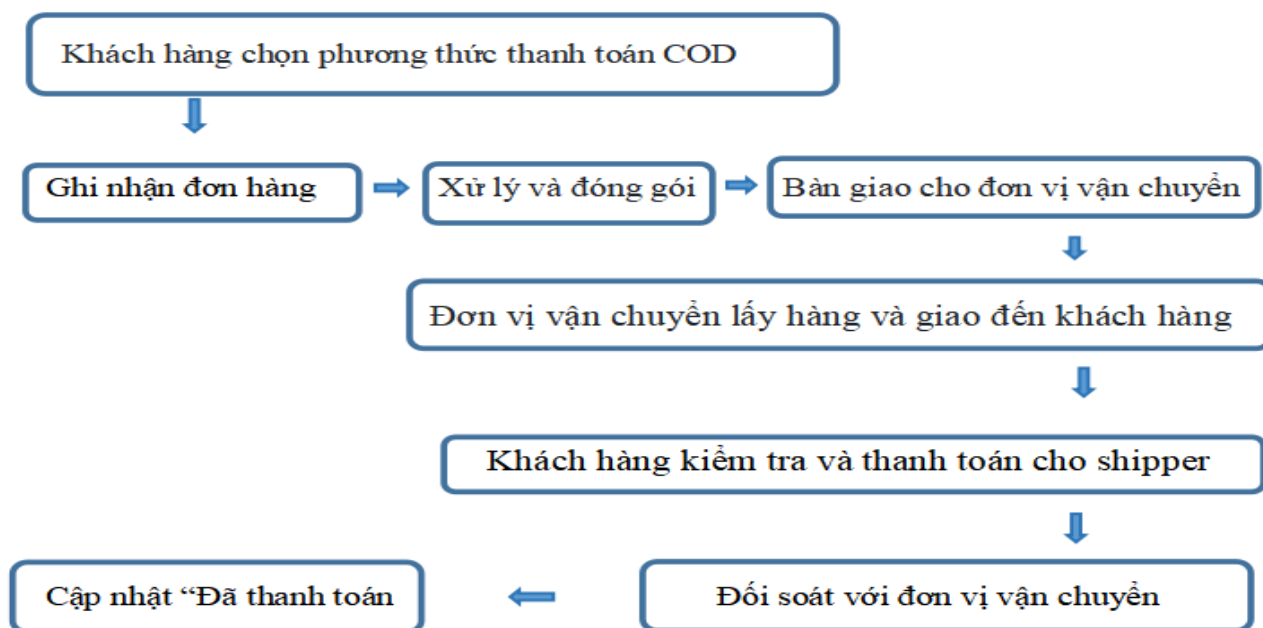 Khách hàng chọn phương thức thanh toán COD
Ghi nhận đơn hàng
Xử lý và đóng gói
Bàn giao cho đơn vị vận chuyển
Đơn vị vận chuyển lấy hàng và giao đến khách hàng
Khách hàng kiểm tra và thanh toán cho shipper
Đối soát với đơn vị vận chuyển
Cập nhật “Đã thanh toán